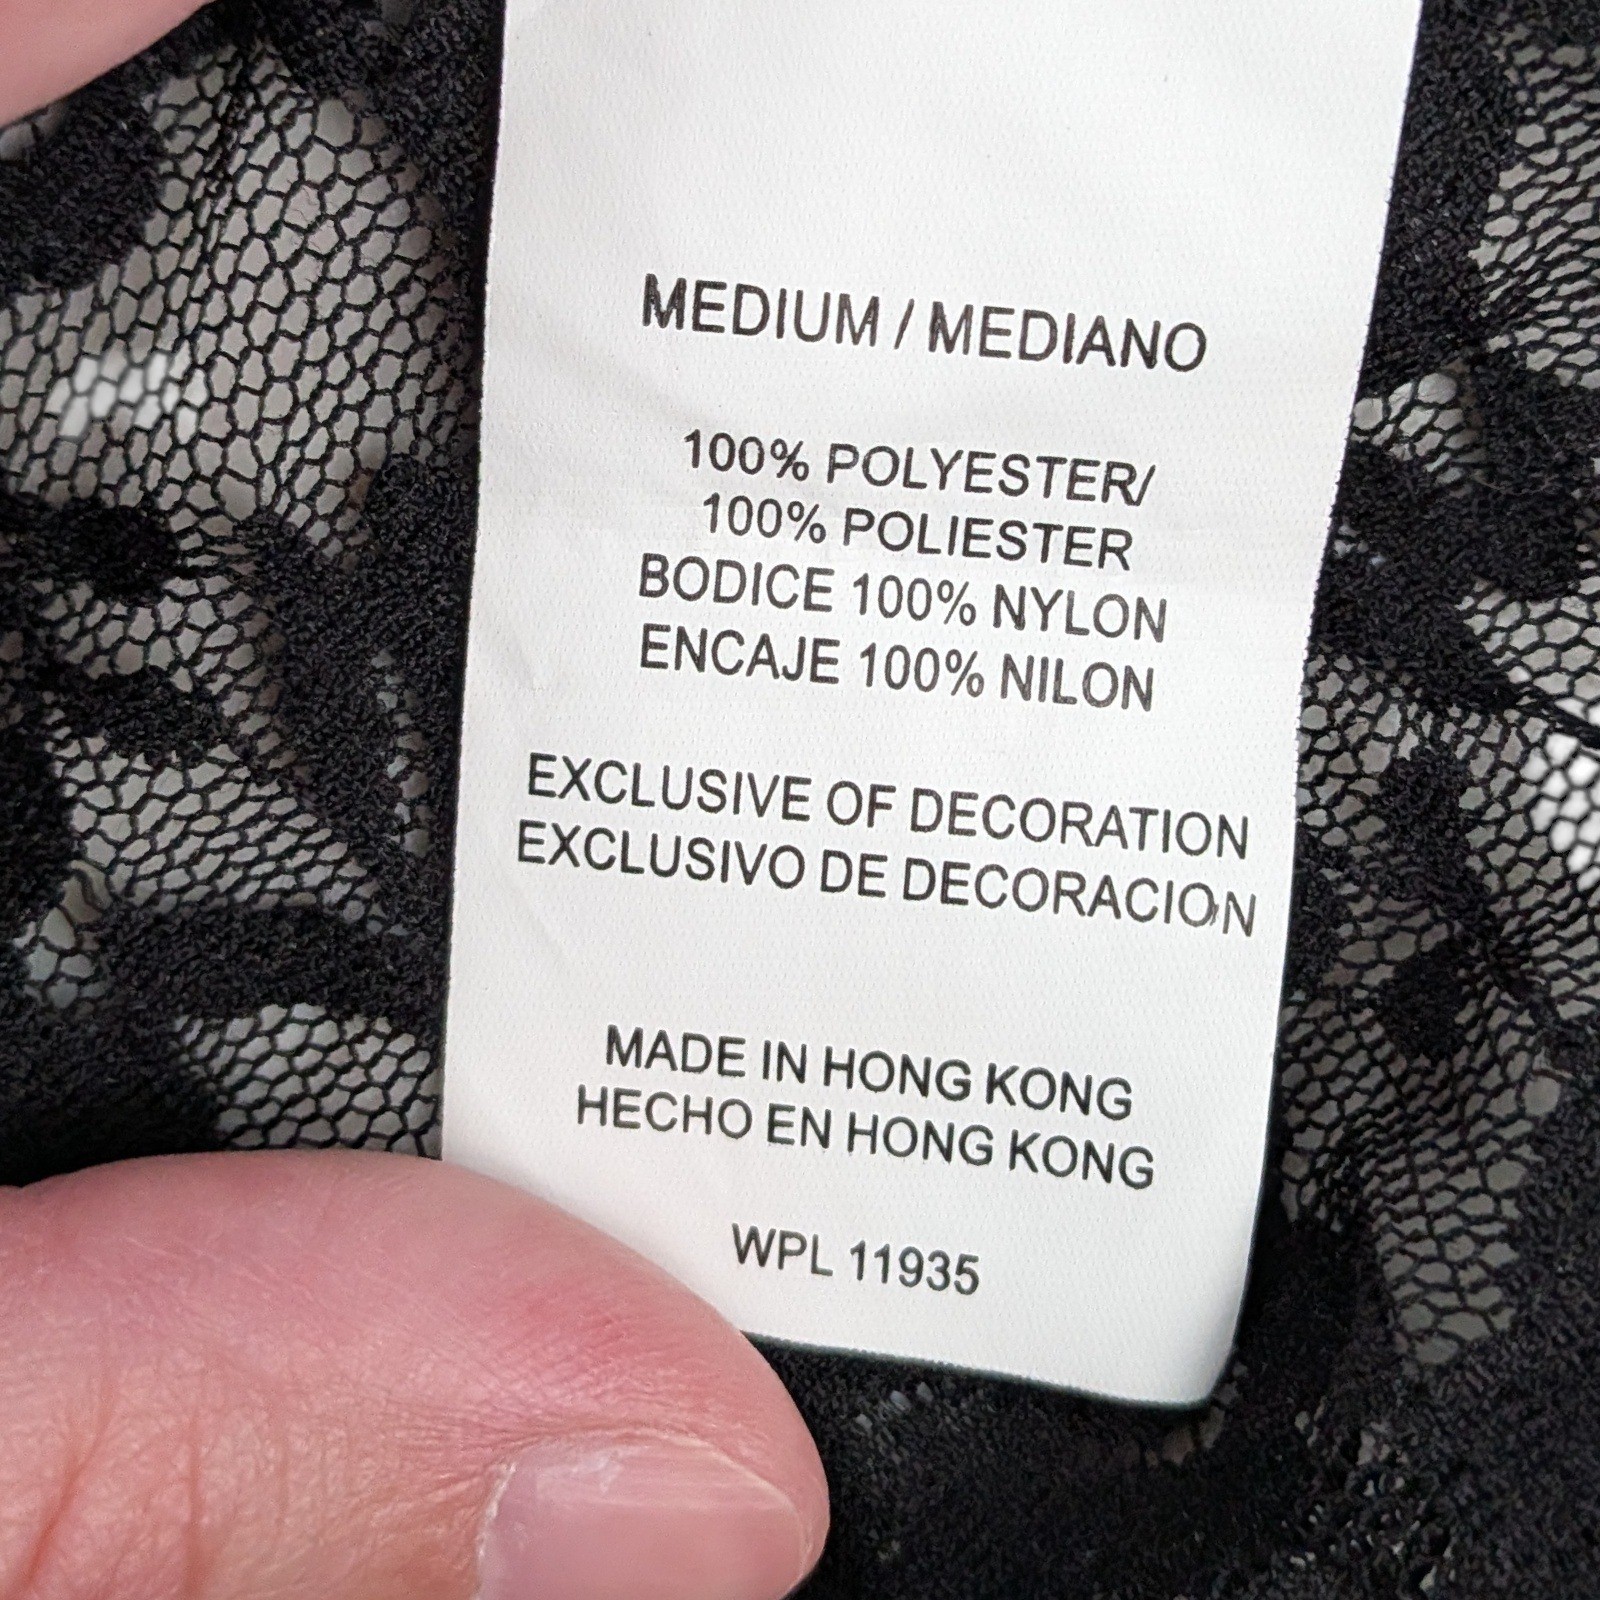 MEDIUM / MEDIANO
100% POLYESTER/
100% POLIESTER
BODICE 100% NYLON
ENCAJE 100% NILON
EXCLUSIVE OF DECORATION
EXCLUSIVO DE DECORACION
MADE IN HONG KONG
HECHO EN HONG KONG
WPL 11935